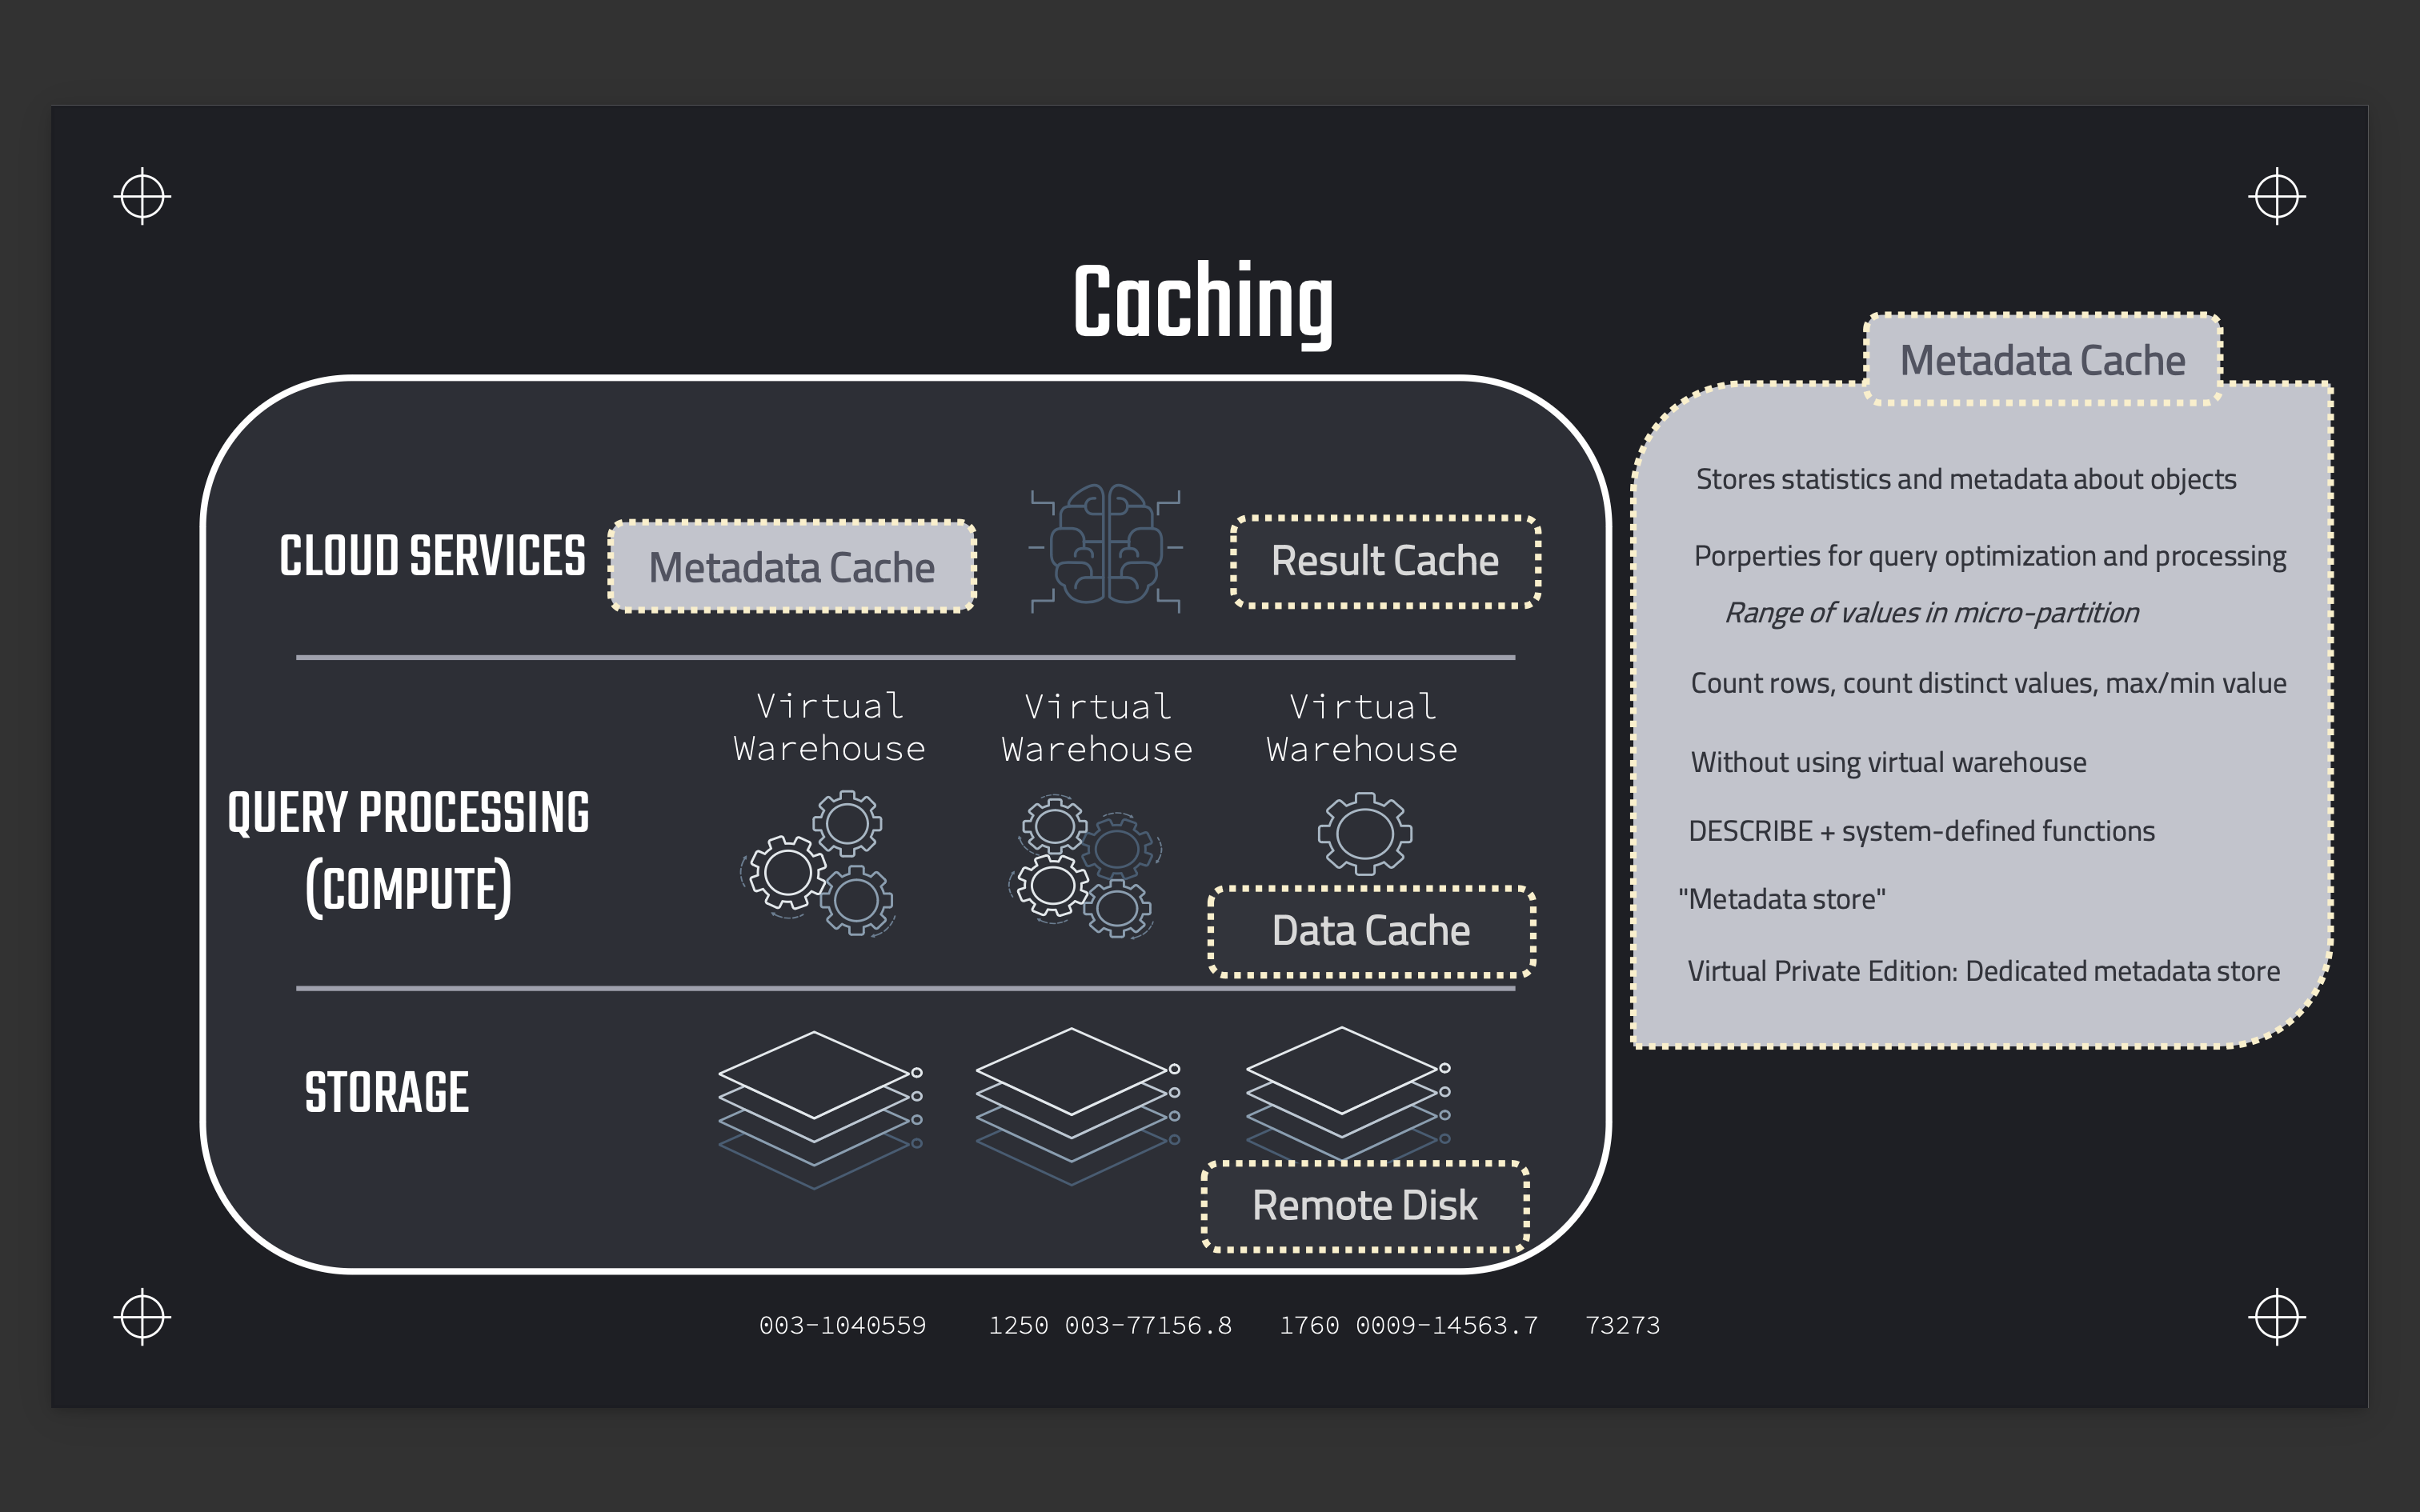 Caching
CLOUD SERVICES
Metadata Cache
Result Cache
Virtual
Warehouse
Virtual
Warehouse
Virtual
Warehouse
QUERY PROCESSING
(COMPUTE)
Data Cache
STORAGE
Remote Disk
Metadata Cache
Stores statistics and metadata about objects
Porperties for query optimization and processing
Range of values in micro-partition
Count rows, count distinct values, max/min value
Without using virtual warehouse
DESCRIBE + system-defined functions
"Metadata store"
Virtual Private Edition: Dedicated metadata store
003-1040559 1250 003-77156.8 1760 0009-14563.7 73273